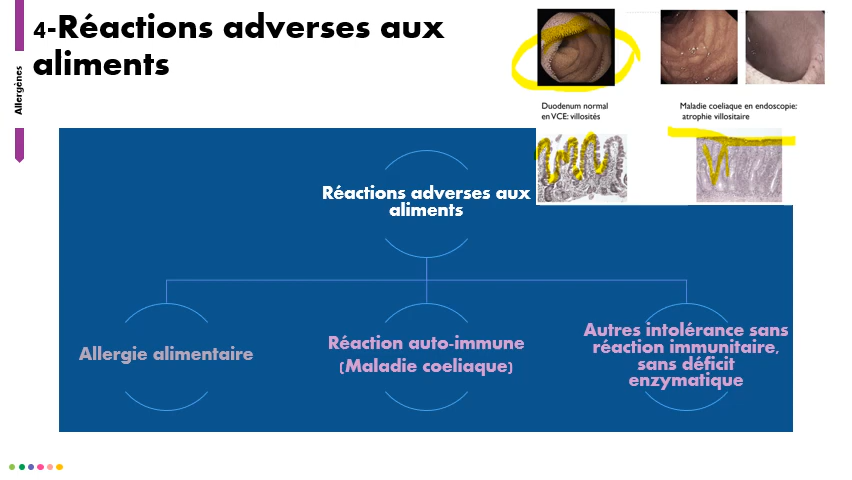 4-Réactions adverses aux
aliments
Allergènes
Duodenum normal
en VCE: villosités
Maladie coeliaque en endoscopie:
atrophie villositaire
Réactions adverses aux
aliments
Allergie alimentaire
Réaction auto-immune
(Maladie coeliaque)
Autres intolérance sans
réaction immunitaire,
sans déficit
enzymatique